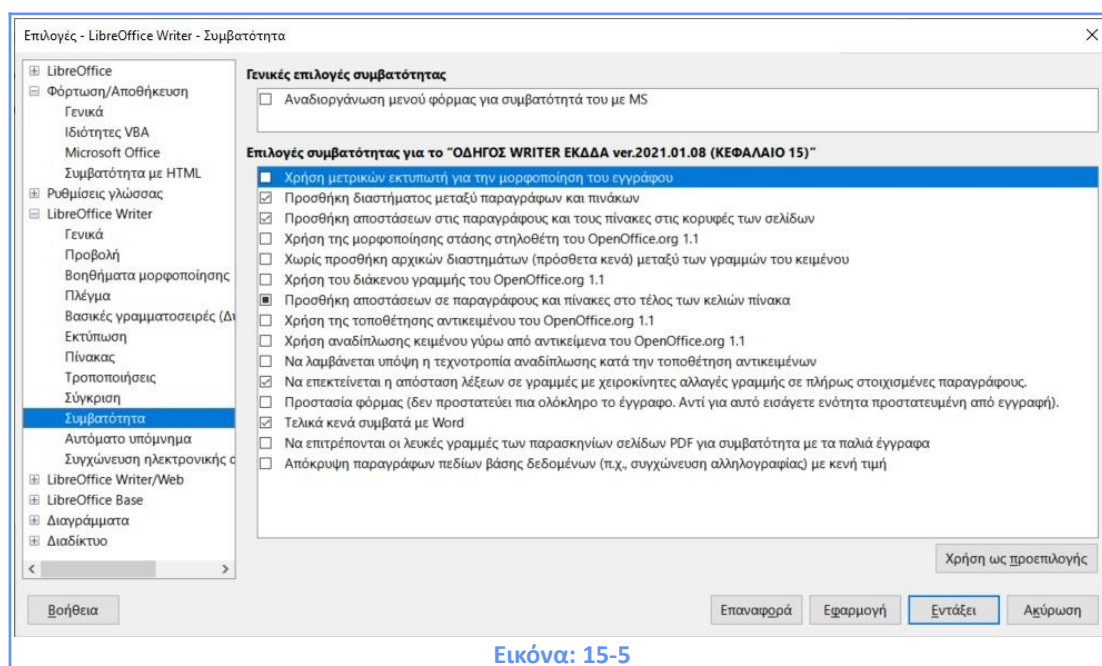 Επιλογές - LibreOffice Writer - Συμβατότητα
LibreOffice
Φόρτωση/Αποθήκευση
Γενικά
Ιδιότητες VBA
Microsoft Office
Συμβατότητα με HTML
Ρυθμίσεις γλώσσας
LibreOffice Writer
Γενικά
Προβολή
Βοηθήματα μορφοποίησης
Πλέγμα
Βασικές γραμματοσειρές (Δυ
Εκτύπωση
Πίνακας
Τροποποιήσεις
Σύγκριση
Συμβατότητα
Αυτόματο υπόμνημα
Συγχώνευση ηλεκτρονικής α
LibreOffice Writer/Web
LibreOffice Base
Διαγράμματα
Διαδίκτυο
Γενικές επιλογές συμβατότητας
Αναδιοργάνωση μενού φόρμας για συμβατότητά του με MS
Επιλογές συμβατότητας για το “ΟΔΗΓΟΣ WRITER ΕΚΔΔΑ ver.2021.01.08 (ΚΕΦΑΛΑΙΟ 15)”
Χρήση μετρικών εκτυπωτή για την μορφοποίηση του εγγράφου
Προσθήκη διαστήματος μεταξύ παραγράφων και πινάκων
Προσθήκη αποστάσεων στις παραγράφους και τους πίνακες στις κορυφές των σελίδων
Χρήση της μορφοποίησης στάσης στηλοθέτη του OpenOffice.org 1.1
Χωρίς προσθήκη αρχικών διαστημάτων (πρόσθετα κενά) μεταξύ των γραμμών του κειμένου
Χρήση του διάκενου γραμμής του OpenOffice.org 1.1
Προσθήκη αποστάσεων σε παραγράφους και πίνακες στο τέλος των κελιών πίνακα
Χρήση της τοποθέτησης αντικειμένου του OpenOffice.org 1.1
Χρήση αναδίπλωσης κειμένου γύρω από αντικείμενα του OpenOffice.org 1.1
Να λαμβάνεται υπόψη η τεχνοτροπία αναδίπλωσης κατά την τοποθέτηση αντικειμένων
Να επεκτείνεται η απόσταση λέξεων σε γραμμές με χειροκίνητες αλλαγές γραμμής σε πλήρως στοιχισμένες παραγράφους.
Προστασία φόρμας (δεν προστατεύει πια ολόκληρο το έγγραφο. Αντί για αυτό εισάγετε ενότητα προστατευμένη από εγγραφή).
Τελικά κενά συμβατά με Word
Να επιτρέπονται οι λευκές γραμμές των παρασκηνίων σελίδων PDF για συμβατότητα με τα παλιά έγγραφα
Απόκρυψη παραγράφων πεδίων βάσης δεδομένων (π.χ., συγχώνευση αλληλογραφίας) με κενή τιμή
Χρήση ως προεπιλογής
Βοήθεια
Επαναφορά
Εφαρμογή
Εντάξει
Ακύρωση
Εικόνα: 15-5